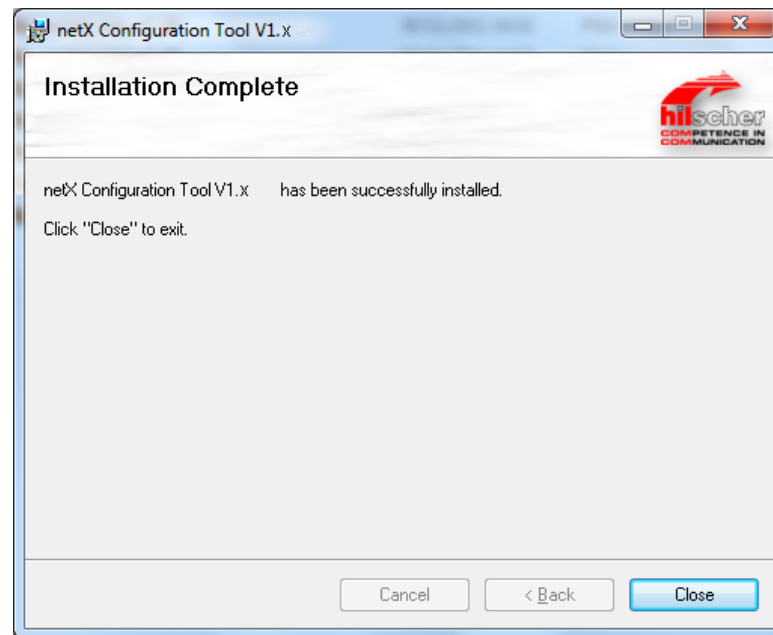 netX Configuration Tool V1.x
Installation Complete
hilscher
COMPETENCE IN
COMMUNICATION
netX Configuration Tool V1.x has been successfully installed.
Click "Close" to exit.
Cancel
< Back
Close